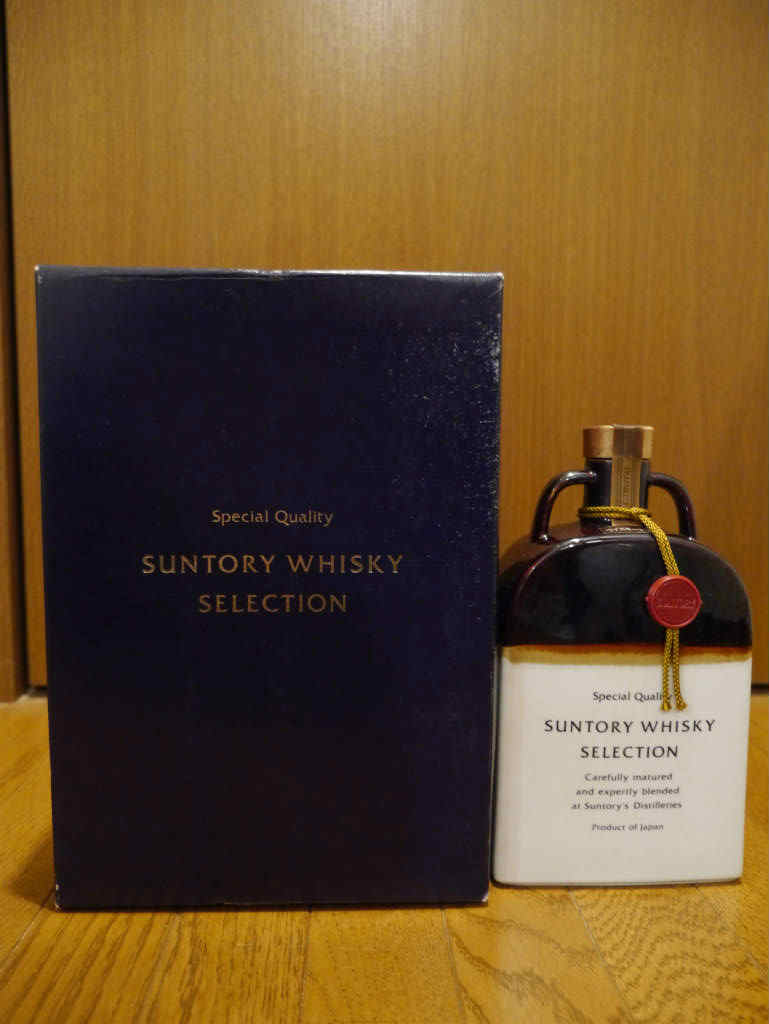 Special Quality
SUNTORY WHISKY
SELECTION
Special Quality
SUNTORY WHISKY
SELECTION
Carefully matured
and expertly blended
at Suntory's Distilleries
Product of Japan